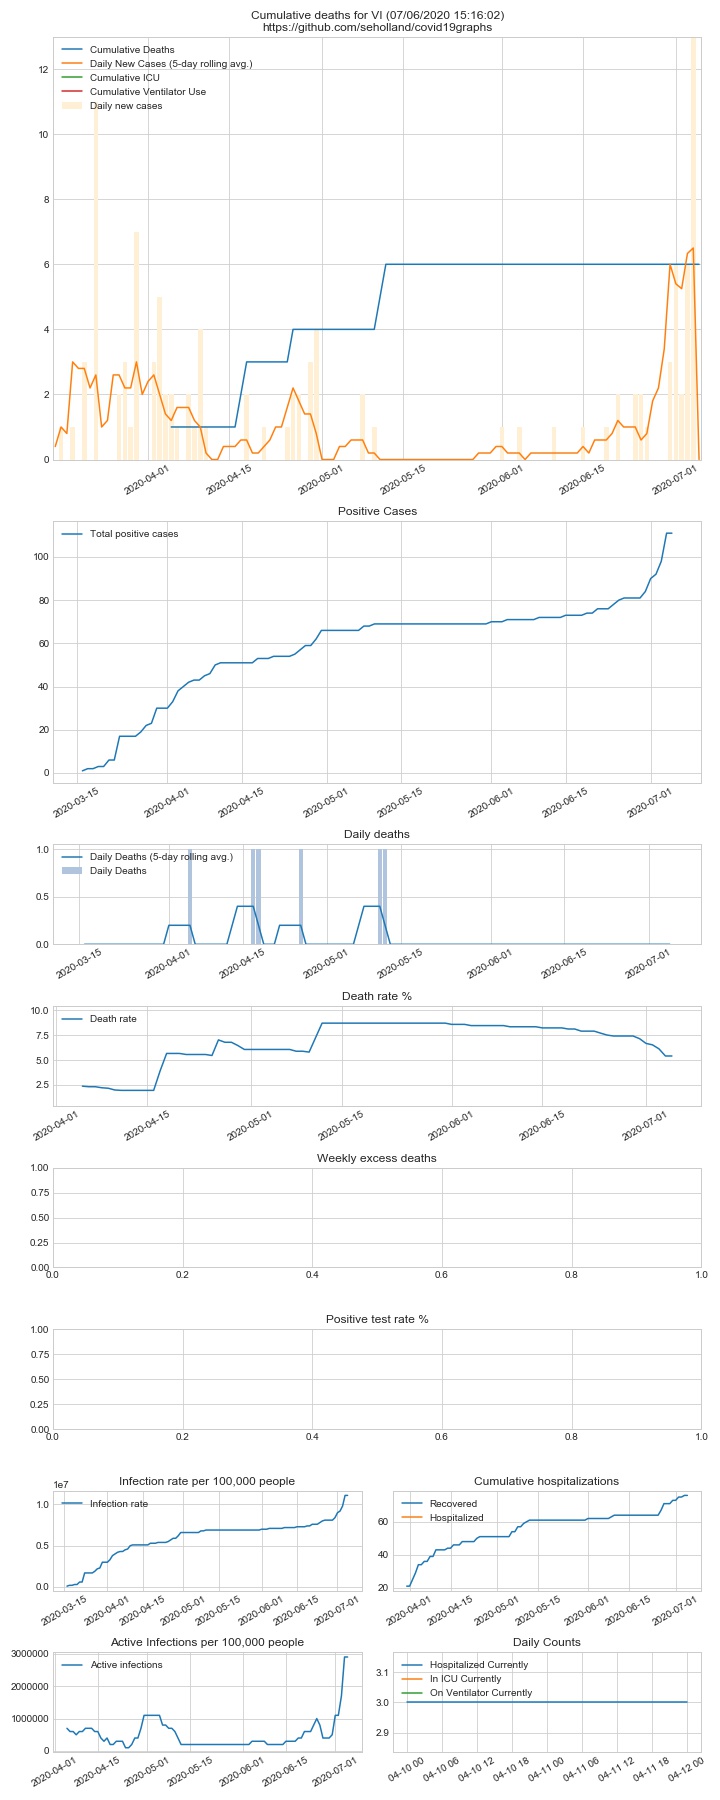 Cumulative deaths for VI (07/06/2020 15:16:02)
https://github.com/seholland/covid19graphs
Cumulative Deaths
Daily New Cases (5-day rolling avg.)
Cumulative ICU
Cumulative Ventilator Use
Daily new cases
12
10
8
6
4
2
0
2020-04-01 2020-04-15 2020-05-01 2020-05-15 2020-06-01 2020-06-15 2020-07-01
Positive Cases
Total positive cases
100
80
60
40
20
0
2020-03-15 2020-04-01 2020-04-15 2020-05-01 2020-05-15 2020-06-01 2020-06-15 2020-07-01
Daily deaths
Daily Deaths (5-day rolling avg.)
Daily Deaths
1.0
0.5
0.0
2020-03-15 2020-04-01 2020-04-15 2020-05-01 2020-05-15 2020-06-01 2020-06-15 2020-07-01
Death rate %
Death rate
10.0
7.5
5.0
2.5
2020-04-01 2020-04-15 2020-05-01 2020-05-15 2020-06-01 2020-06-15 2020-07-01
Weekly excess deaths
1.00
0.75
0.50
0.25
0.00
0.0 0.2 0.4 0.6 0.8 1.0
Positive test rate %
1.00
0.75
0.50
0.25
0.00
0.0 0.2 0.4 0.6 0.8 1.0
Infection rate per 100,000 people
1e7
Infection rate
1.0
0.5
0.0
2020-03-15 2020-04-01 2020-04-15 2020-05-01 2020-05-15 2020-06-01 2020-06-15 2020-07-01
Cumulative hospitalizations
Recovered
Hospitalized
60
40
20
2020-04-01 2020-04-15 2020-05-01 2020-05-15 2020-06-01 2020-06-15 2020-07-01
Active Infections per 100,000 people
Active infections
3000000
2000000
1000000
0
2020-04-01 2020-04-15 2020-05-01 2020-05-15 2020-06-01 2020-06-15 2020-07-01
Daily Counts
Hospitalized Currently
In ICU Currently
On Ventilator Currently
3.1
3.0
2.9
04-10 00 04-10 06 04-10 12 04-10 18 04-11 00 04-11 06 04-11 12 04-11 18 04-12 00